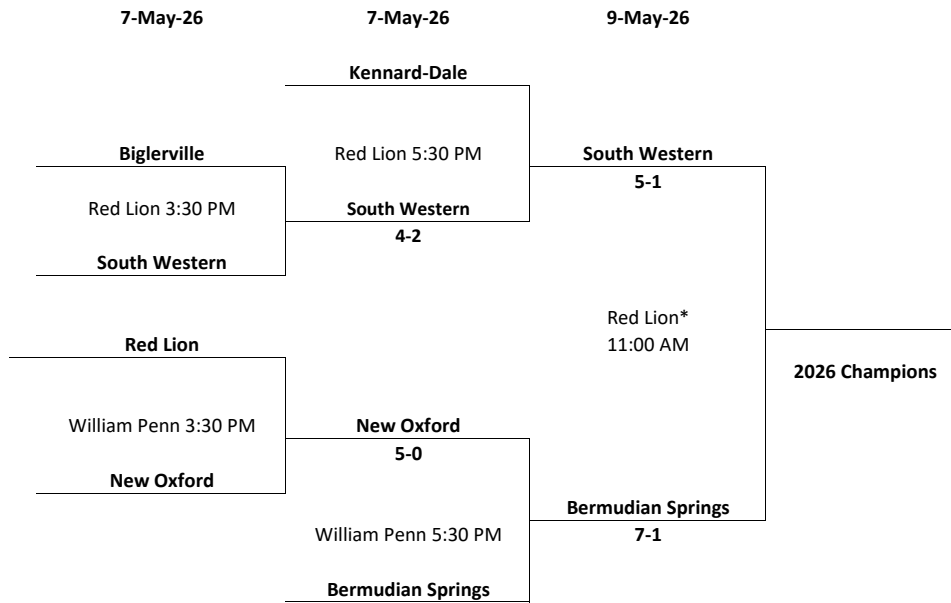 7-May-26 7-May-26 9-May-26
Kennard-Dale
Biglerville Red Lion 5:30 PM South Western
5-1
Red Lion 3:30 PM South Western
4-2
South Western
Red Lion*
Red Lion 11:00 AM
2026 Champions
William Penn 3:30 PM New Oxford
5-0
New Oxford
Bermudian Springs
William Penn 5:30 PM 7-1
Bermudian Springs